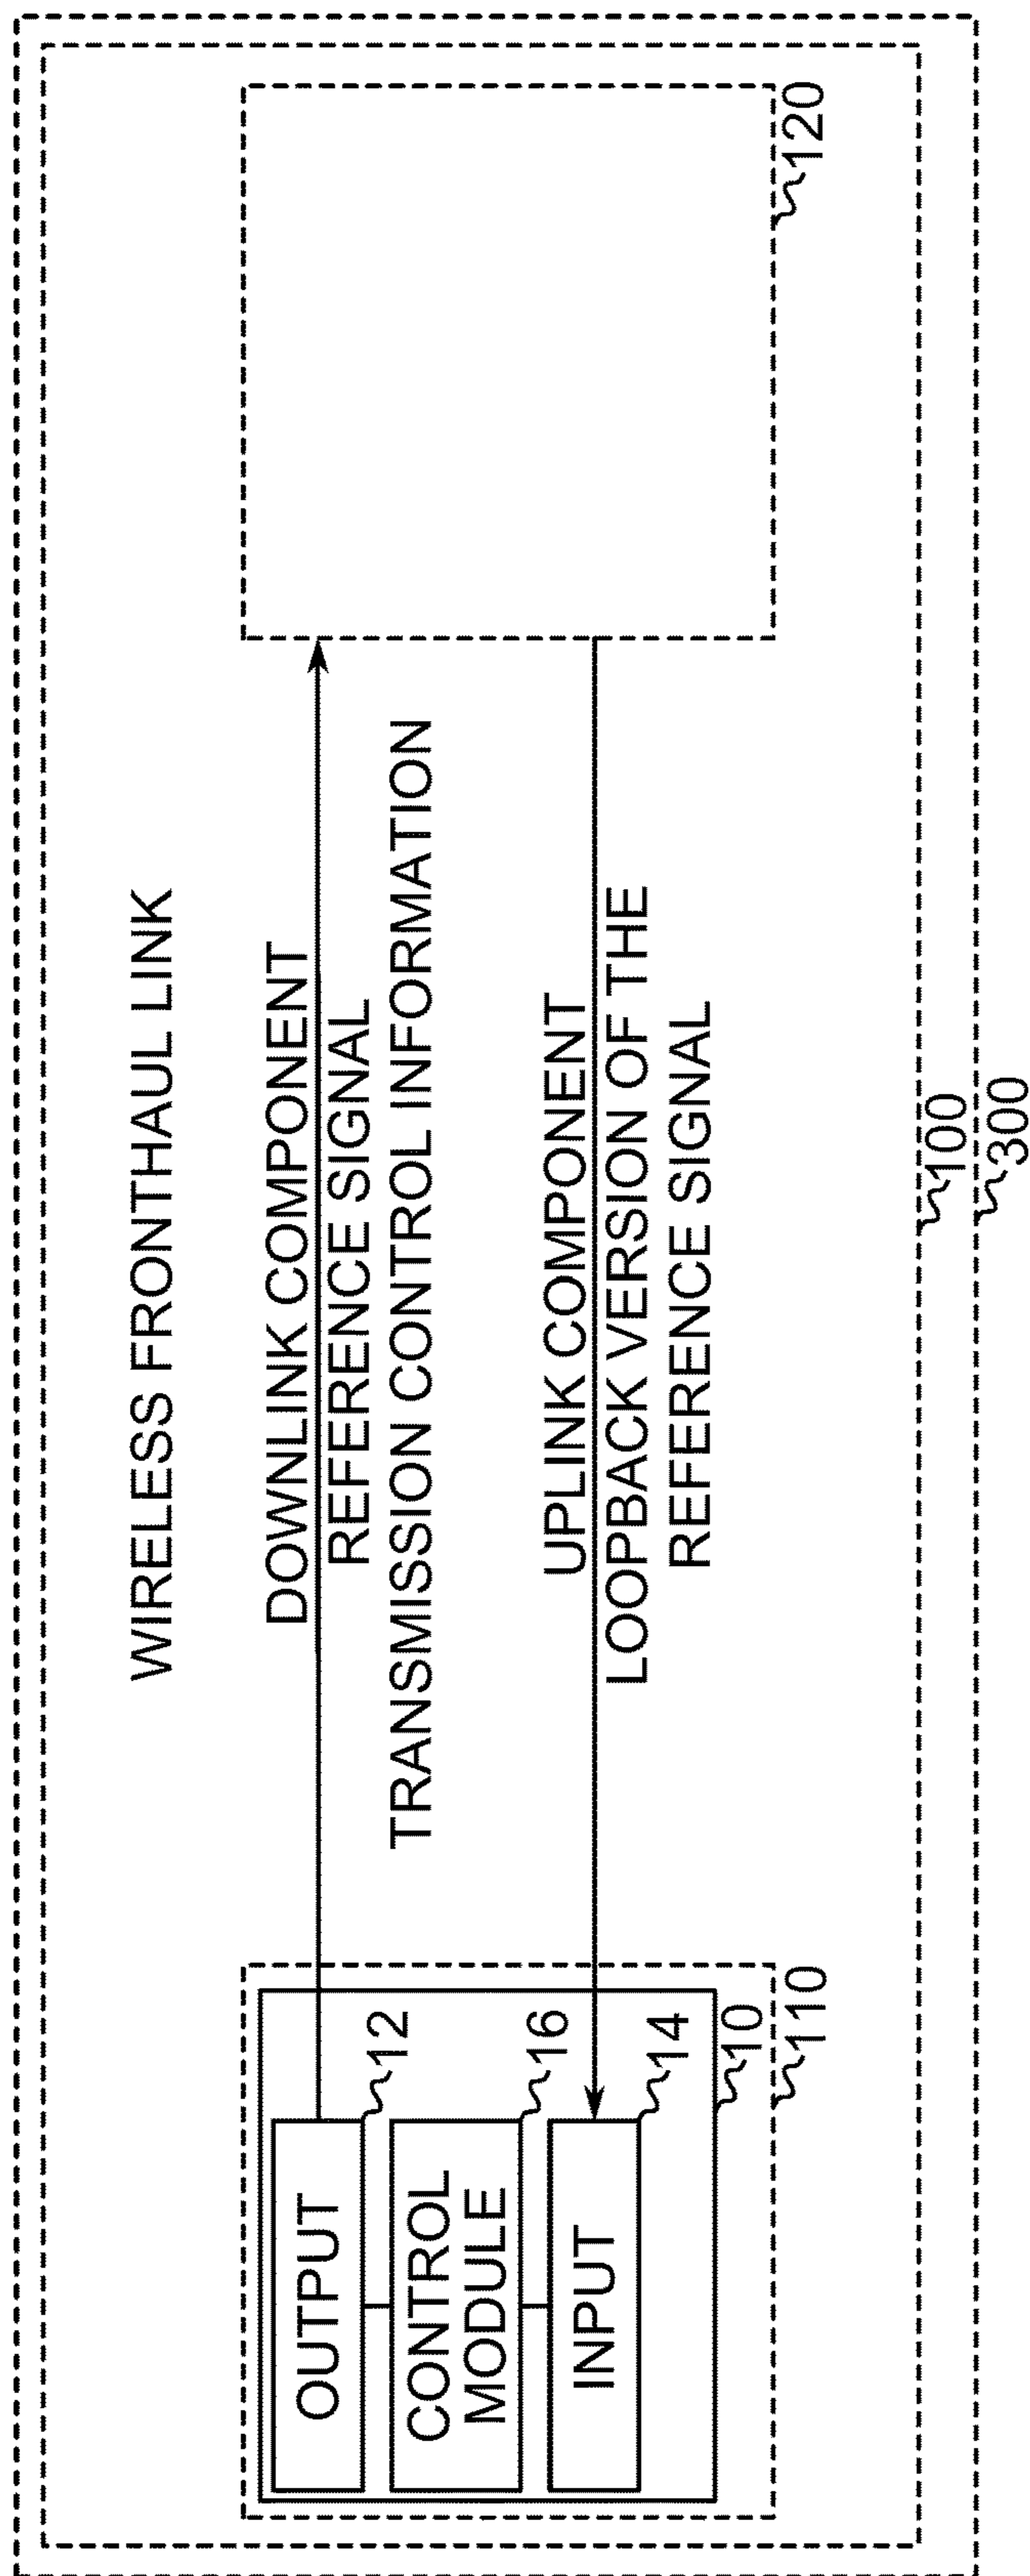 WIRELESS FRONTHAUL LINK
OUTPUT
12
CONTROL
MODULE
16
INPUT
14
10
110
DOWNLINK COMPONENT
REFERENCE SIGNAL
TRANSMISSION CONTROL INFORMATION
UPLINK COMPONENT
LOOPBACK VERSION OF THE
REFERENCE SIGNAL
120
100
300